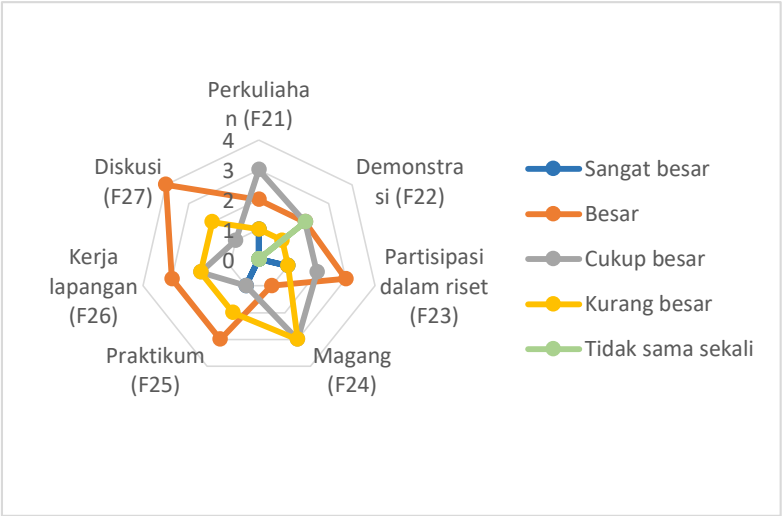 Perkuliaha
n (F21)
4
3
2
1
0
Demonstra
si (F22)
Partisipasi
dalam riset
(F23)
Magang
(F24)
Praktikum
(F25)
Kerja
lapangan
(F26)
Diskusi
(F27)
Sangat besar
Besar
Cukup besar
Kurang besar
Tidak sama sekali